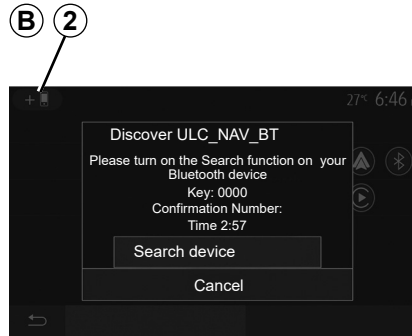 B 2
+ 27°C 6:46
Discover ULC_NAV_BT
Please turn on the Search function on your
Bluetooth device
Key: 0000
Confirmation Number:
Time 2:57
Search device
Cancel